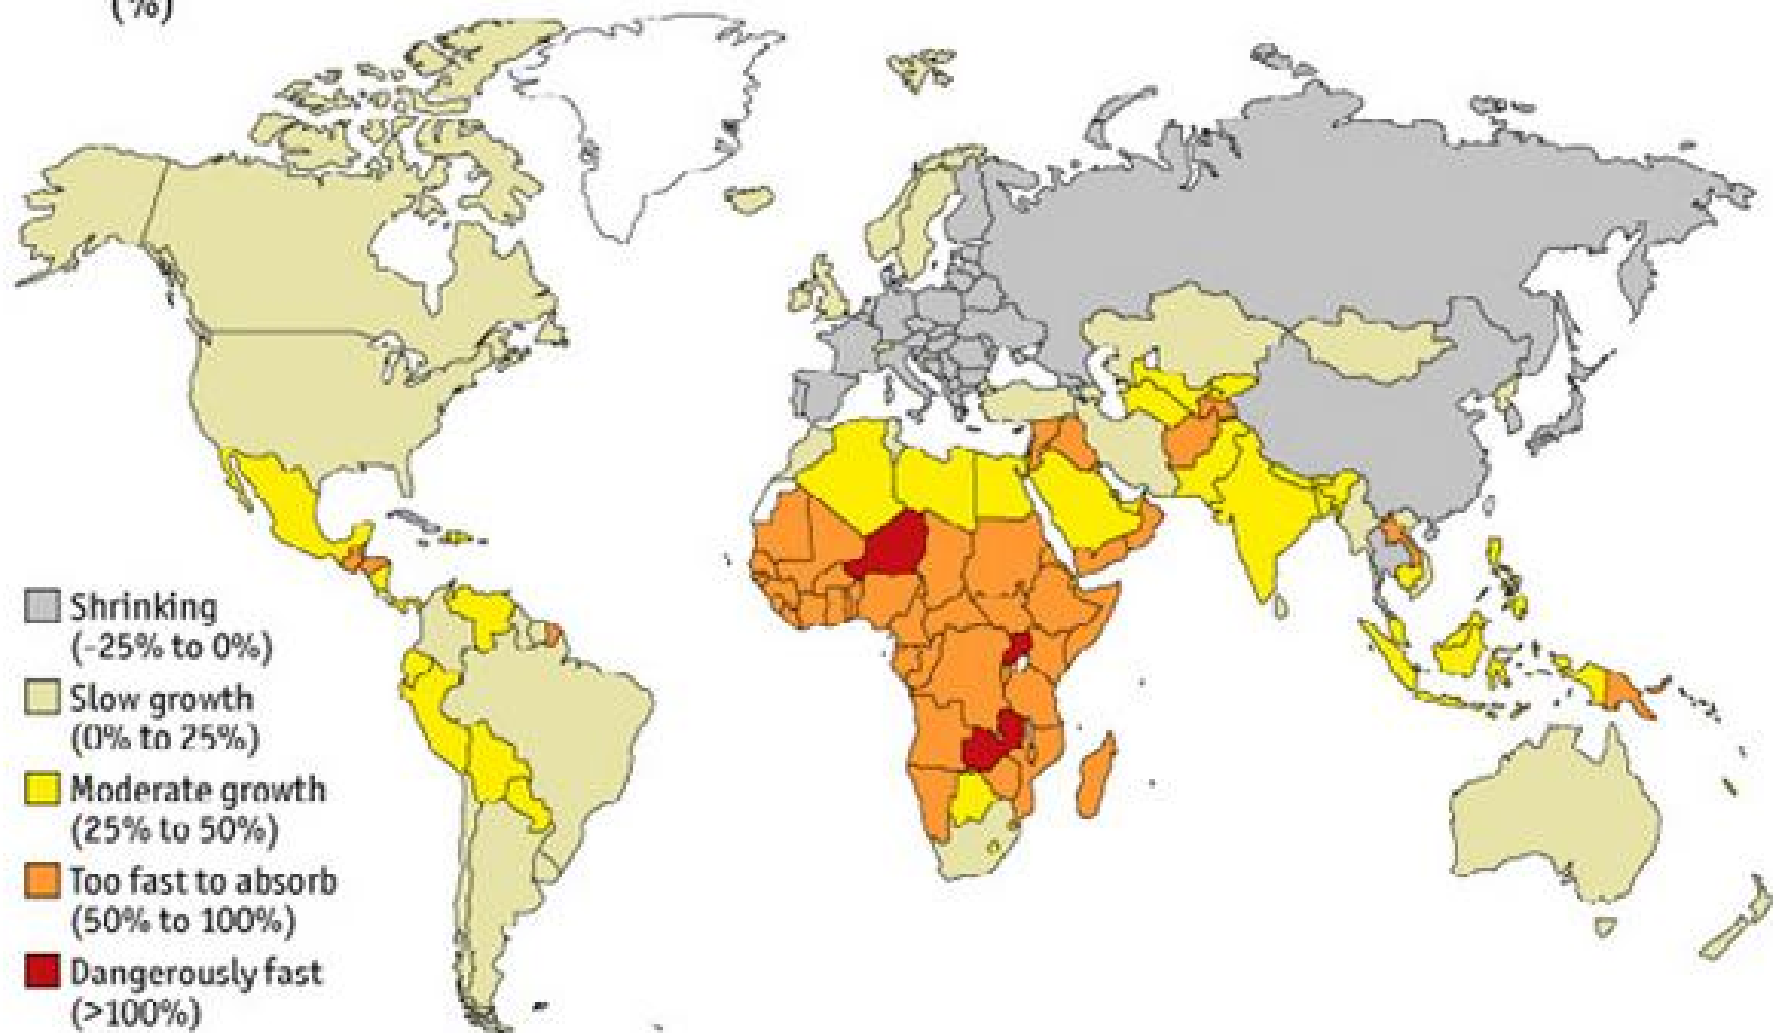 (%)
Shrinking
(-25% to 0%)
Slow growth
(0% to 25%)
Moderate growth
(25% to 50%)
Too fast to absorb
(50% to 100%)
Dangerously fast
(>100%)